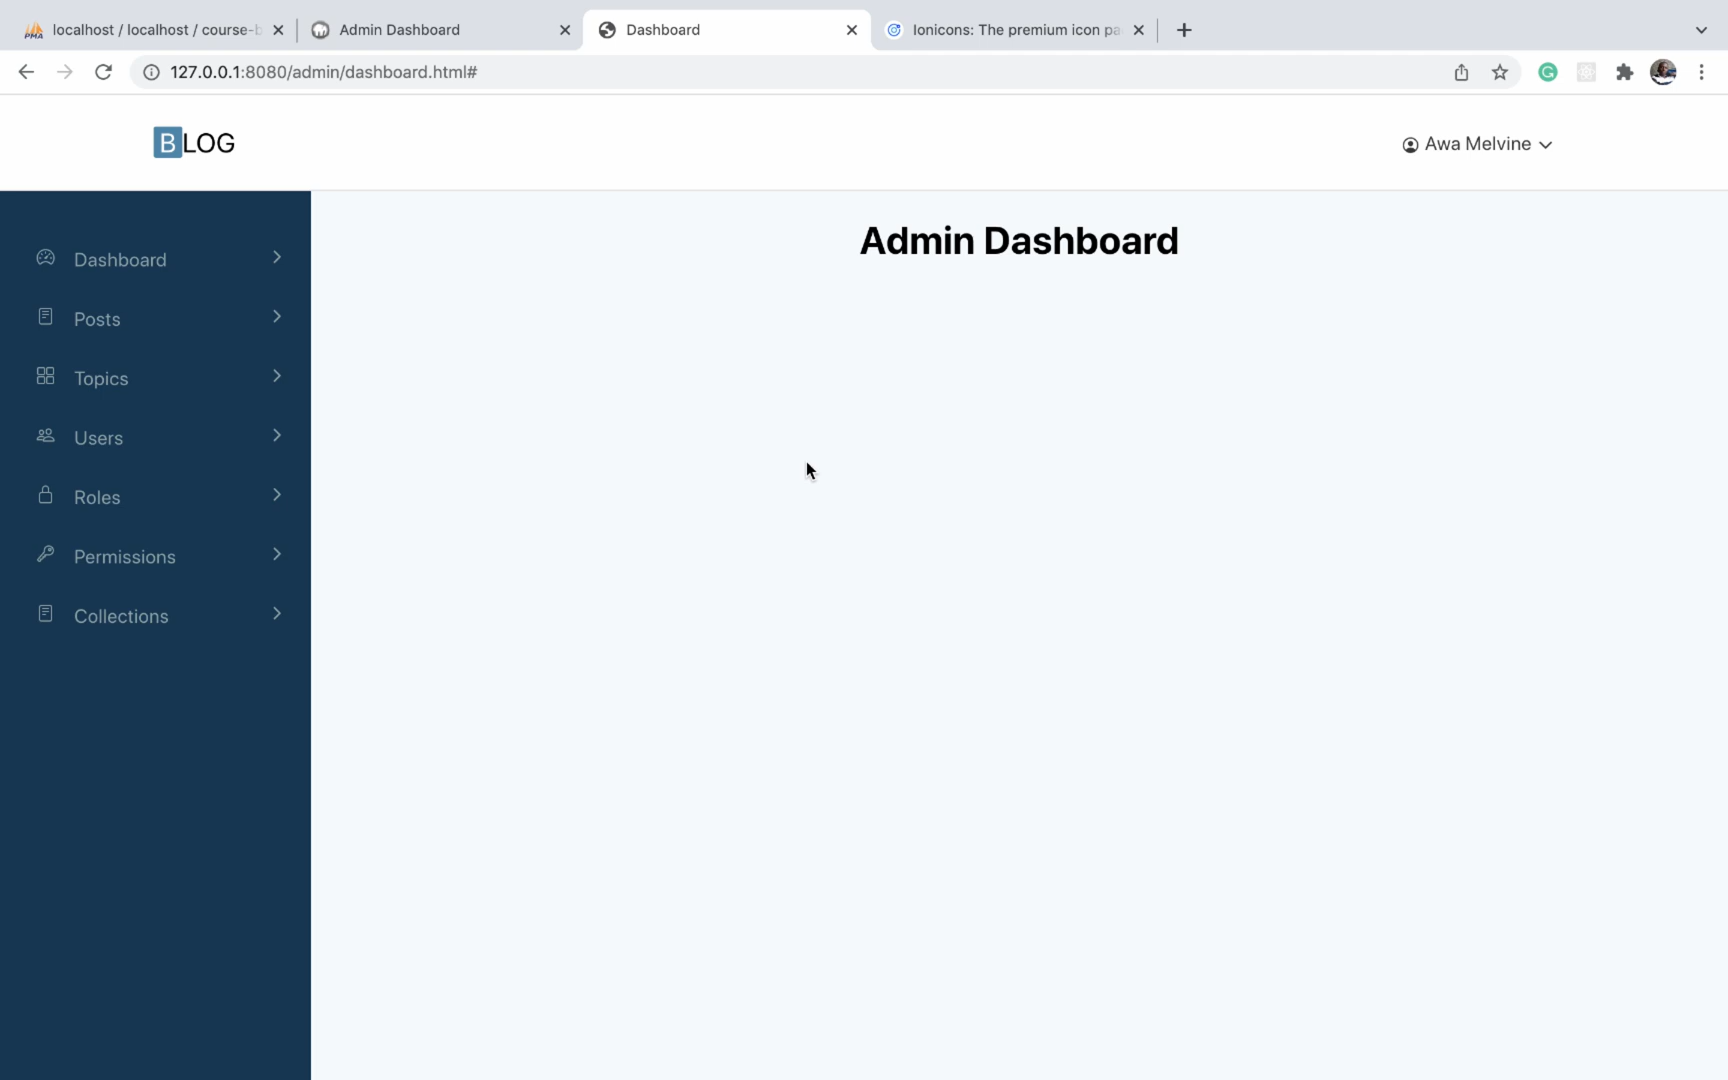 localhost / localhost / course-b
Admin Dashboard
Dashboard
Ionicons: The premium icon pa
127.0.0.1:8080/admin/dashboard.html#
BLOG
Awa Melvine
Admin Dashboard
Dashboard
Posts
Topics
Users
Roles
Permissions
Collections